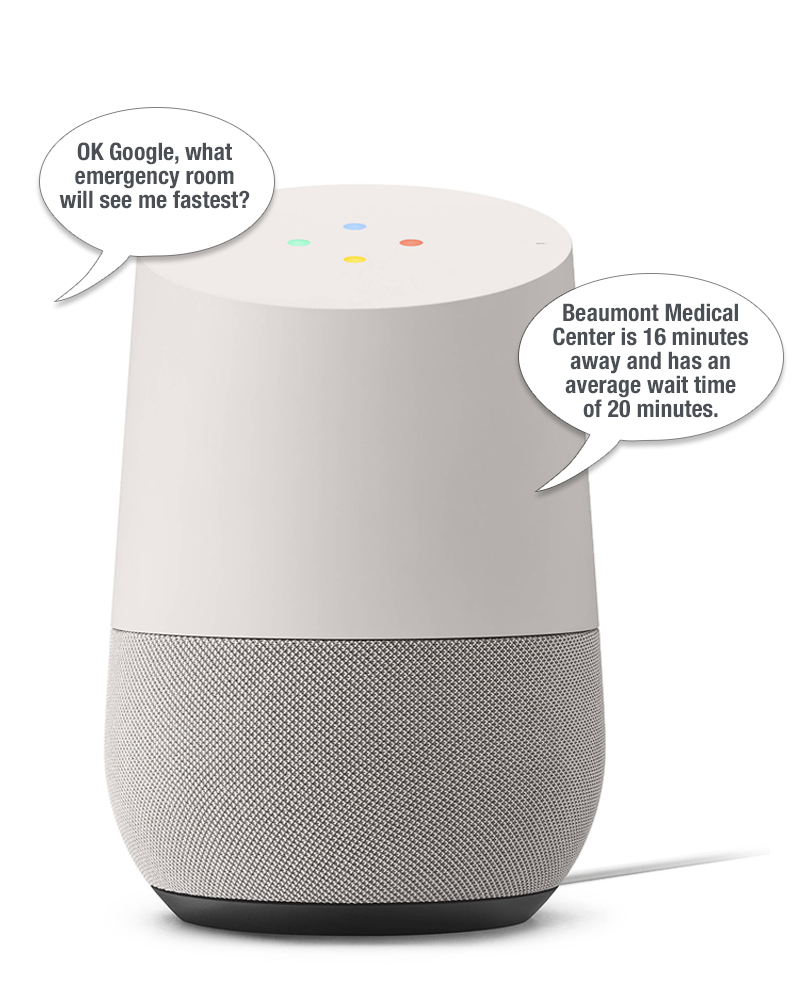 OK Google, what
emergency room
will see me fastest?
Beaumont Medical
Center is 16 minutes
away and has an
average wait time
of 20 minutes.